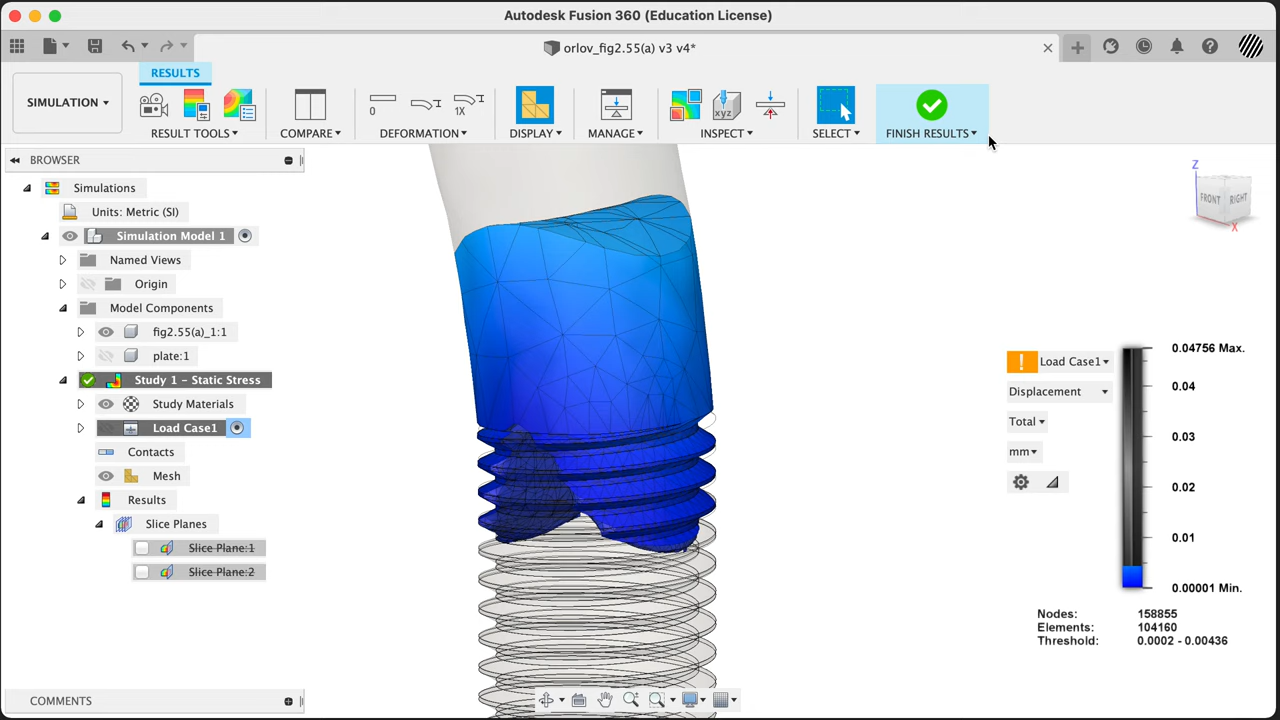 Autodesk Fusion 360 (Education License)
orlov_fig2.55(a) v3 v4*
RESULTS
SIMULATION
0
1X
xyz
RESULT TOOLS
COMPARE
DEFORMATION
DISPLAY
MANAGE
INSPECT
SELECT
FINISH RESULTS
BROWSER
Simulations
Units: Metric (SI)
Simulation Model 1
Named Views
Origin
Model Components
fig2.55(a)_1:1
plate:1
Study 1 - Static Stress
Study Materials
Load Case1
Contacts
Mesh
Results
Slice Planes
Slice Plane:1
Slice Plane:2
COMMENTS
Z
FRONT
RIGHT
X
Load Case1
Displacement
Total
mm
0.04756 Max.
0.04
0.03
0.02
0.01
0.00001 Min.
Nodes: 158855
Elements: 104160
Threshold: 0.0002 - 0.00436